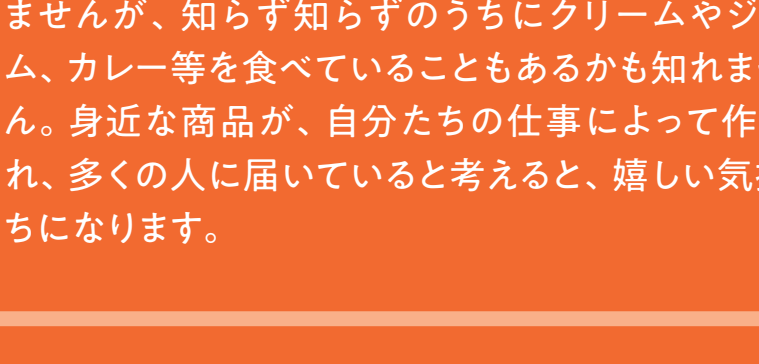 ませんが、知らず知らずのうちにクリームやジ
ム、カレー等を食べていることもあるかも知れま
ん。身近な商品が、自分たちの仕事によって作
れ、多くの人に届いていると考えると、嬉しい気
ちになります。